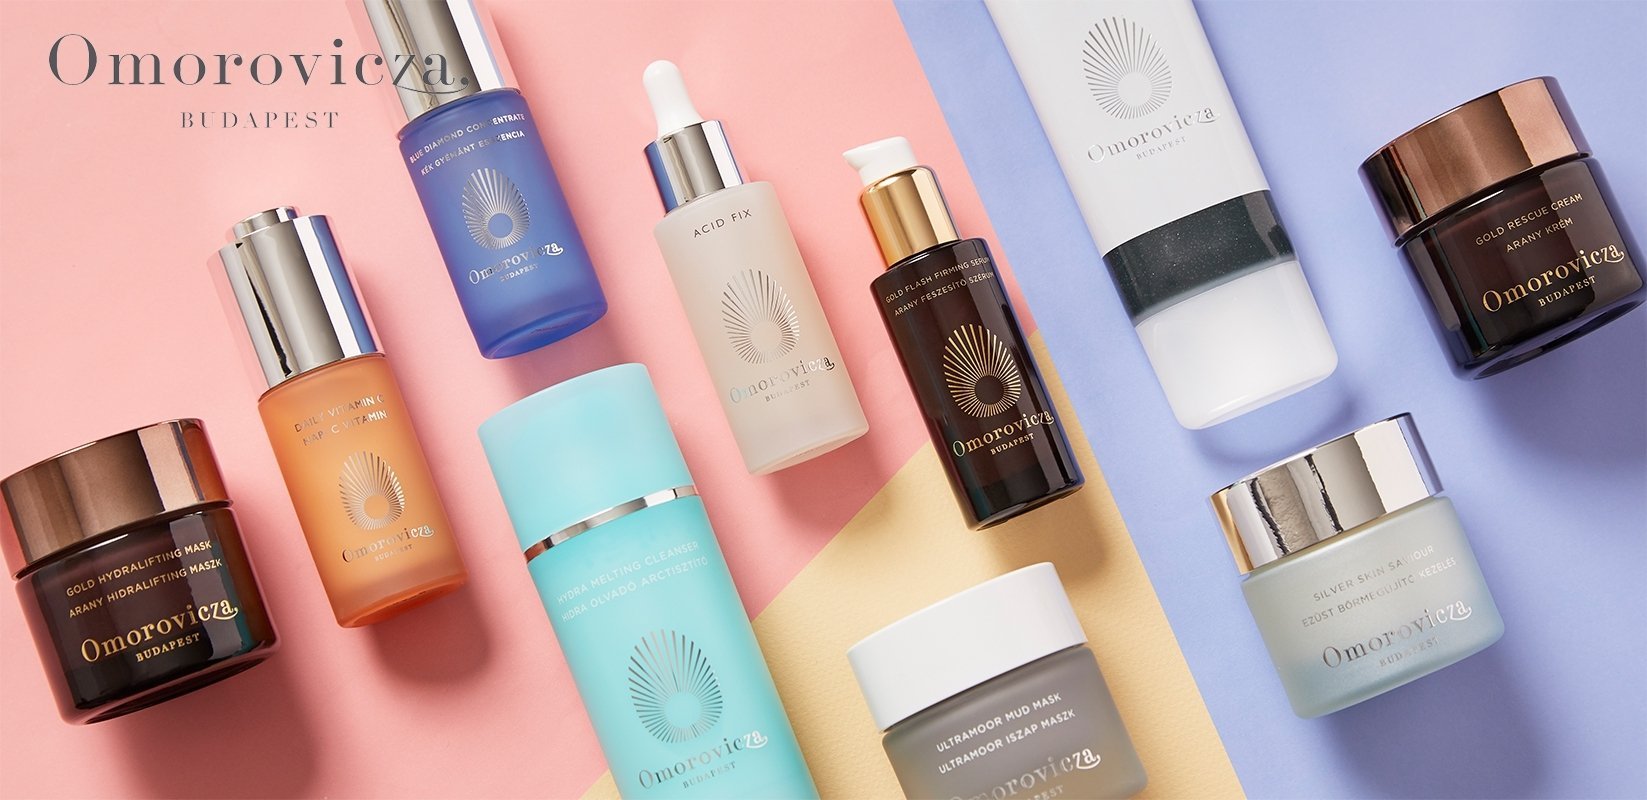 Omorovicza
BUDAPEST
BLUE DIAMOND CONCENTRATE
KÉK GYÉMÁNT ESSZENCIA
Omorovicza
BUDAPEST
ACID FIX
Omorovicza
BUDAPEST
GOLD FLASH FIRMING SERUM
ARANY FESZESÍTŐ SZÉRUM
Omorovicza
BUDAPEST
Omorovicza
BUDAPEST
GOLD RESCUE CREAM
ARANY KRÉM
Omorovicza
BUDAPEST
DAILY VITAMIN C
NAPI C VITAMIN
Omorovicza
BUDAPEST
GOLD HYDRALIFTING MASK
ARANY HIDRALIFTING MASZK
Omorovicza
BUDAPEST
HYDRA MELTING CLEANSER
HIDRA OLVADÓ ARCTISZTÍTÓ
Omorovicza
BUDAPEST
ULTRAMOOR MUD MASK
ULTRAMOOR ISZAP MASZK
Omorovicza
BUDAPEST
SILVER SKIN SAVIOUR
EZÜST BŐRMEGÚJÍTÓ KEZELÉS
Omorovicza
BUDAPEST